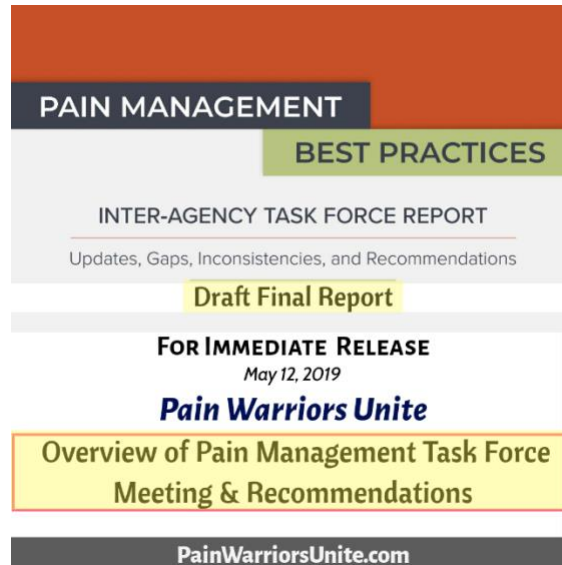 PAIN MANAGEMENT
BEST PRACTICES
INTER-AGENCY TASK FORCE REPORT
Updates, Gaps, Inconsistencies, and Recommendations
Draft Final Report
FOR IMMEDIATE RELEASE
May 12, 2019
Pain Warriors Unite
Overview of Pain Management Task Force
Meeting & Recommendations
PainWarriorsUnite.com